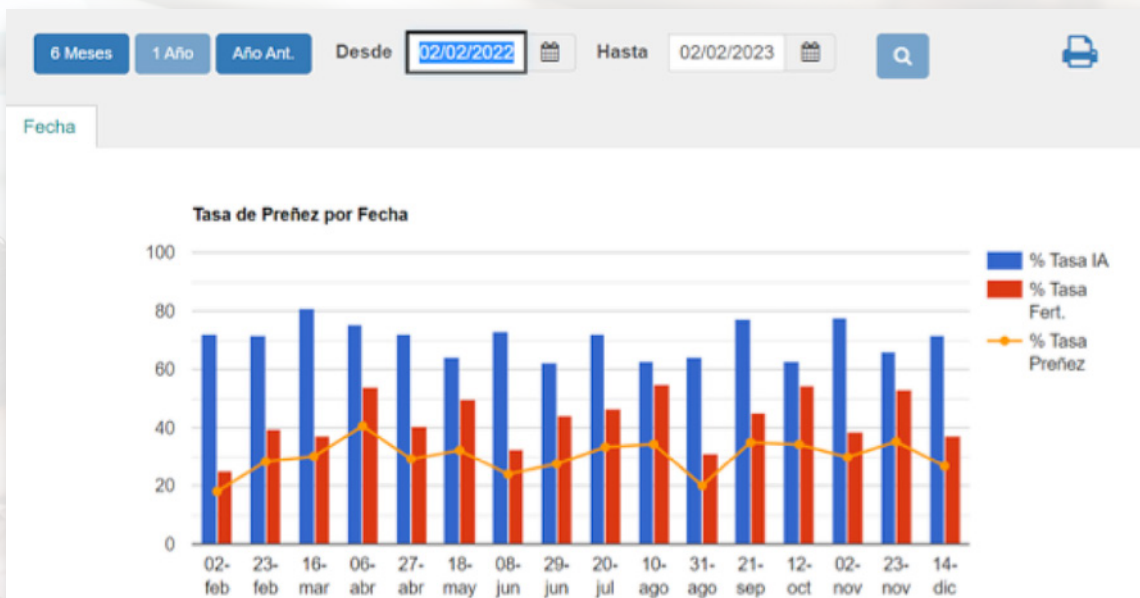 6 Meses 1 Año Año Ant. Desde 02/02/2022 Hasta 02/02/2023
Fecha
Tasa de Preñez por Fecha
100
80
60
40
20
0
% Tasa IA
% Tasa
Fert.
% Tasa
Preñez
02- 23- 16- 06- 27- 18- 08- 29- 20- 10- 31- 21- 12- 02- 23- 14-
feb feb mar abr abr may jun jun jul ago ago sep oct nov nov dic